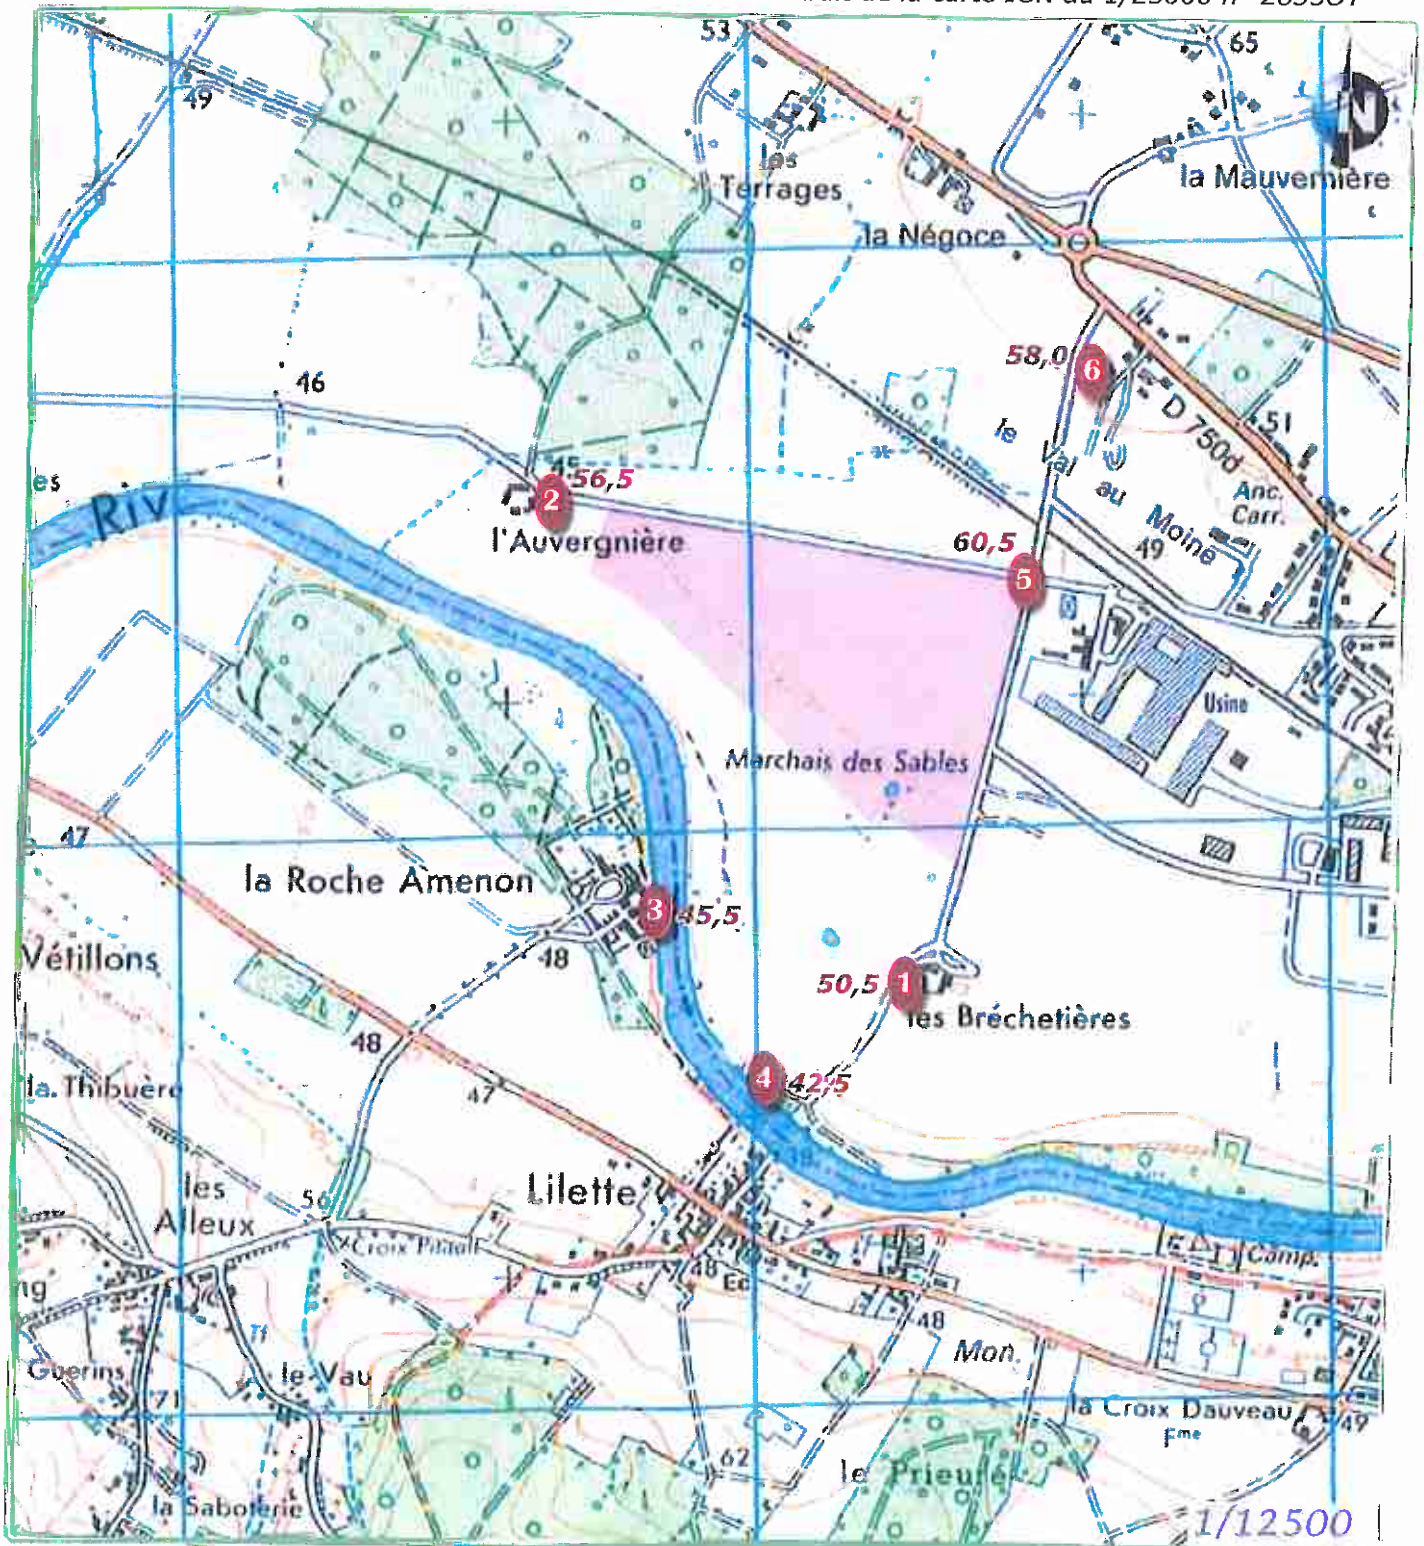 53
65
49
les
Terrages
la Mauvernière
la Négoce
46
58,0
6
le Val au Moine
D 750d
51
45
56,5
2
Anc.
Carr.
Riv
l'Auvergnière
60,5
5
49
Usine
Marchais des Sables
47
la Roche Amenon
3
45,5
48
Vétillons
50,5
1
les Bréchetières
48
4
42,5
la Thibuère
47
les
Alleux
56
Lilette
Croix Pilault
48
Ec
Camp.
48
Mon.
Guerins
le Vau
71
la Croix Dauveau
Fme
49
62
le Prieuré
la Saboterie
1/12500